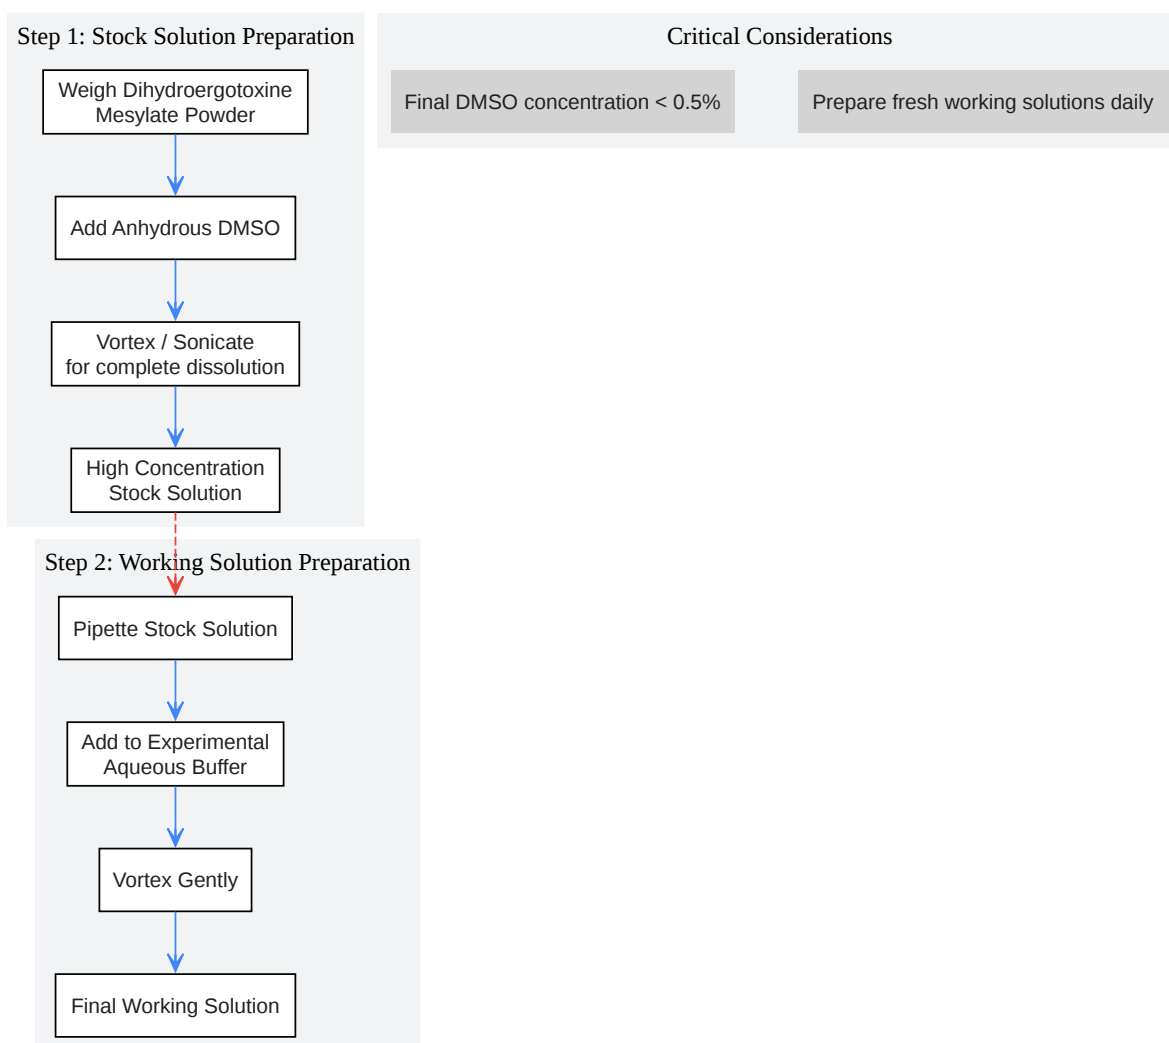 Step 1: Stock Solution Preparation
Weigh Dihydroergotoxine
Mesylate Powder
Add Anhydrous DMSO
Vortex / Sonicate
for complete dissolution
High Concentration
Stock Solution
Step 2: Working Solution Preparation
Pipette Stock Solution
Add to Experimental
Aqueous Buffer
Vortex Gently
Final Working Solution
Critical Considerations
Final DMSO concentration < 0.5%
Prepare fresh working solutions daily